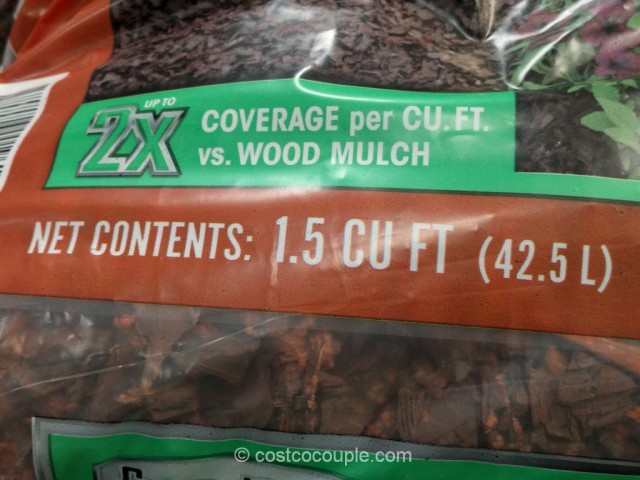 UP TO
2X
COVERAGE per CU. FT.
vs. WOOD MULCH
NET CONTENTS: 1.5 CU FT (42.5 L)
© costcocouple.com